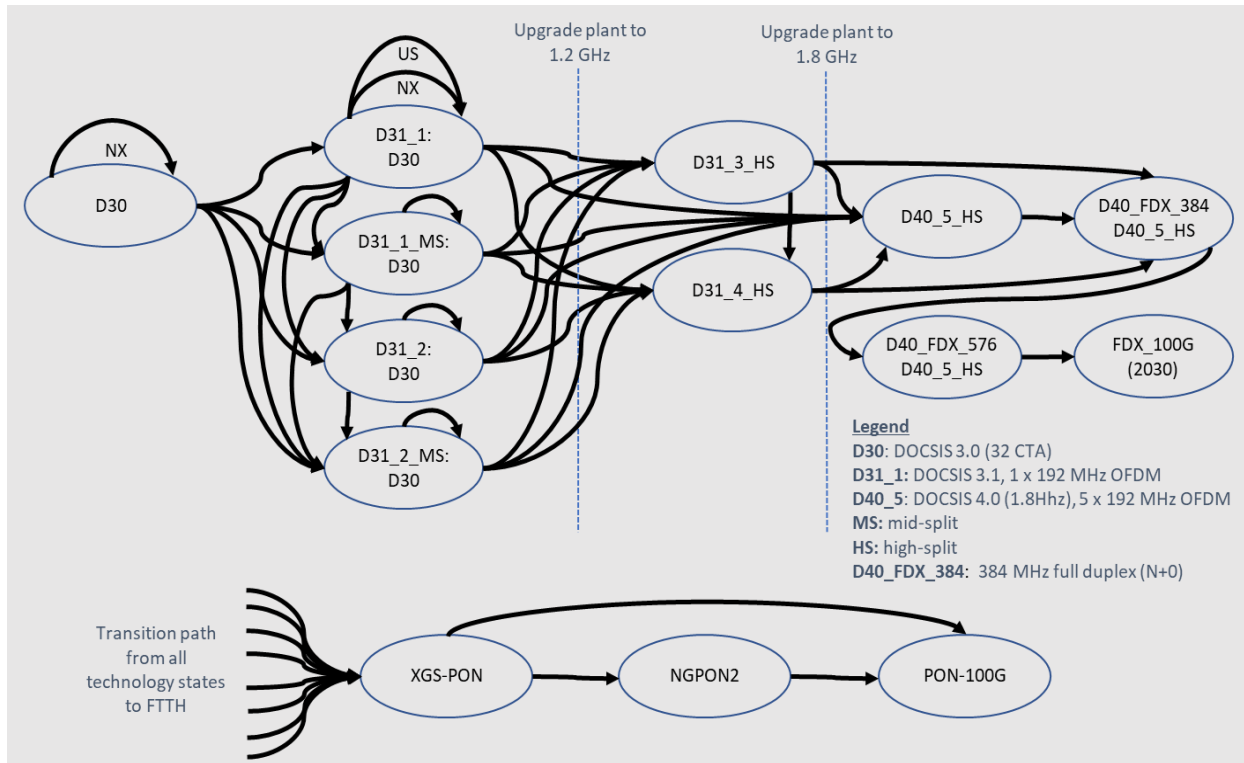 Upgrade plant to
1.2 GHz
Upgrade plant to
1.8 GHz
US
NX
NX
D30
D31_1:
D30
D31_1_MS:
D30
D31_2:
D30
D31_2_MS:
D30
D31_3_HS
D31_4_HS
D40_5_HS
D40_FDX_384
D40_5_HS
D40_FDX_576
D40_5_HS
FDX_100G
(2030)
Legend
D30: DOCSIS 3.0 (32 CTA)
D31_1: DOCSIS 3.1, 1 x 192 MHz OFDM
D40_5: DOCSIS 4.0 (1.8Hhz), 5 x 192 MHz OFDM
MS: mid-split
HS: high-split
D40_FDX_384: 384 MHz full duplex (N+0)
Transition path
from all
technology states
to FTTH
XGS-PON
NGPON2
PON-100G